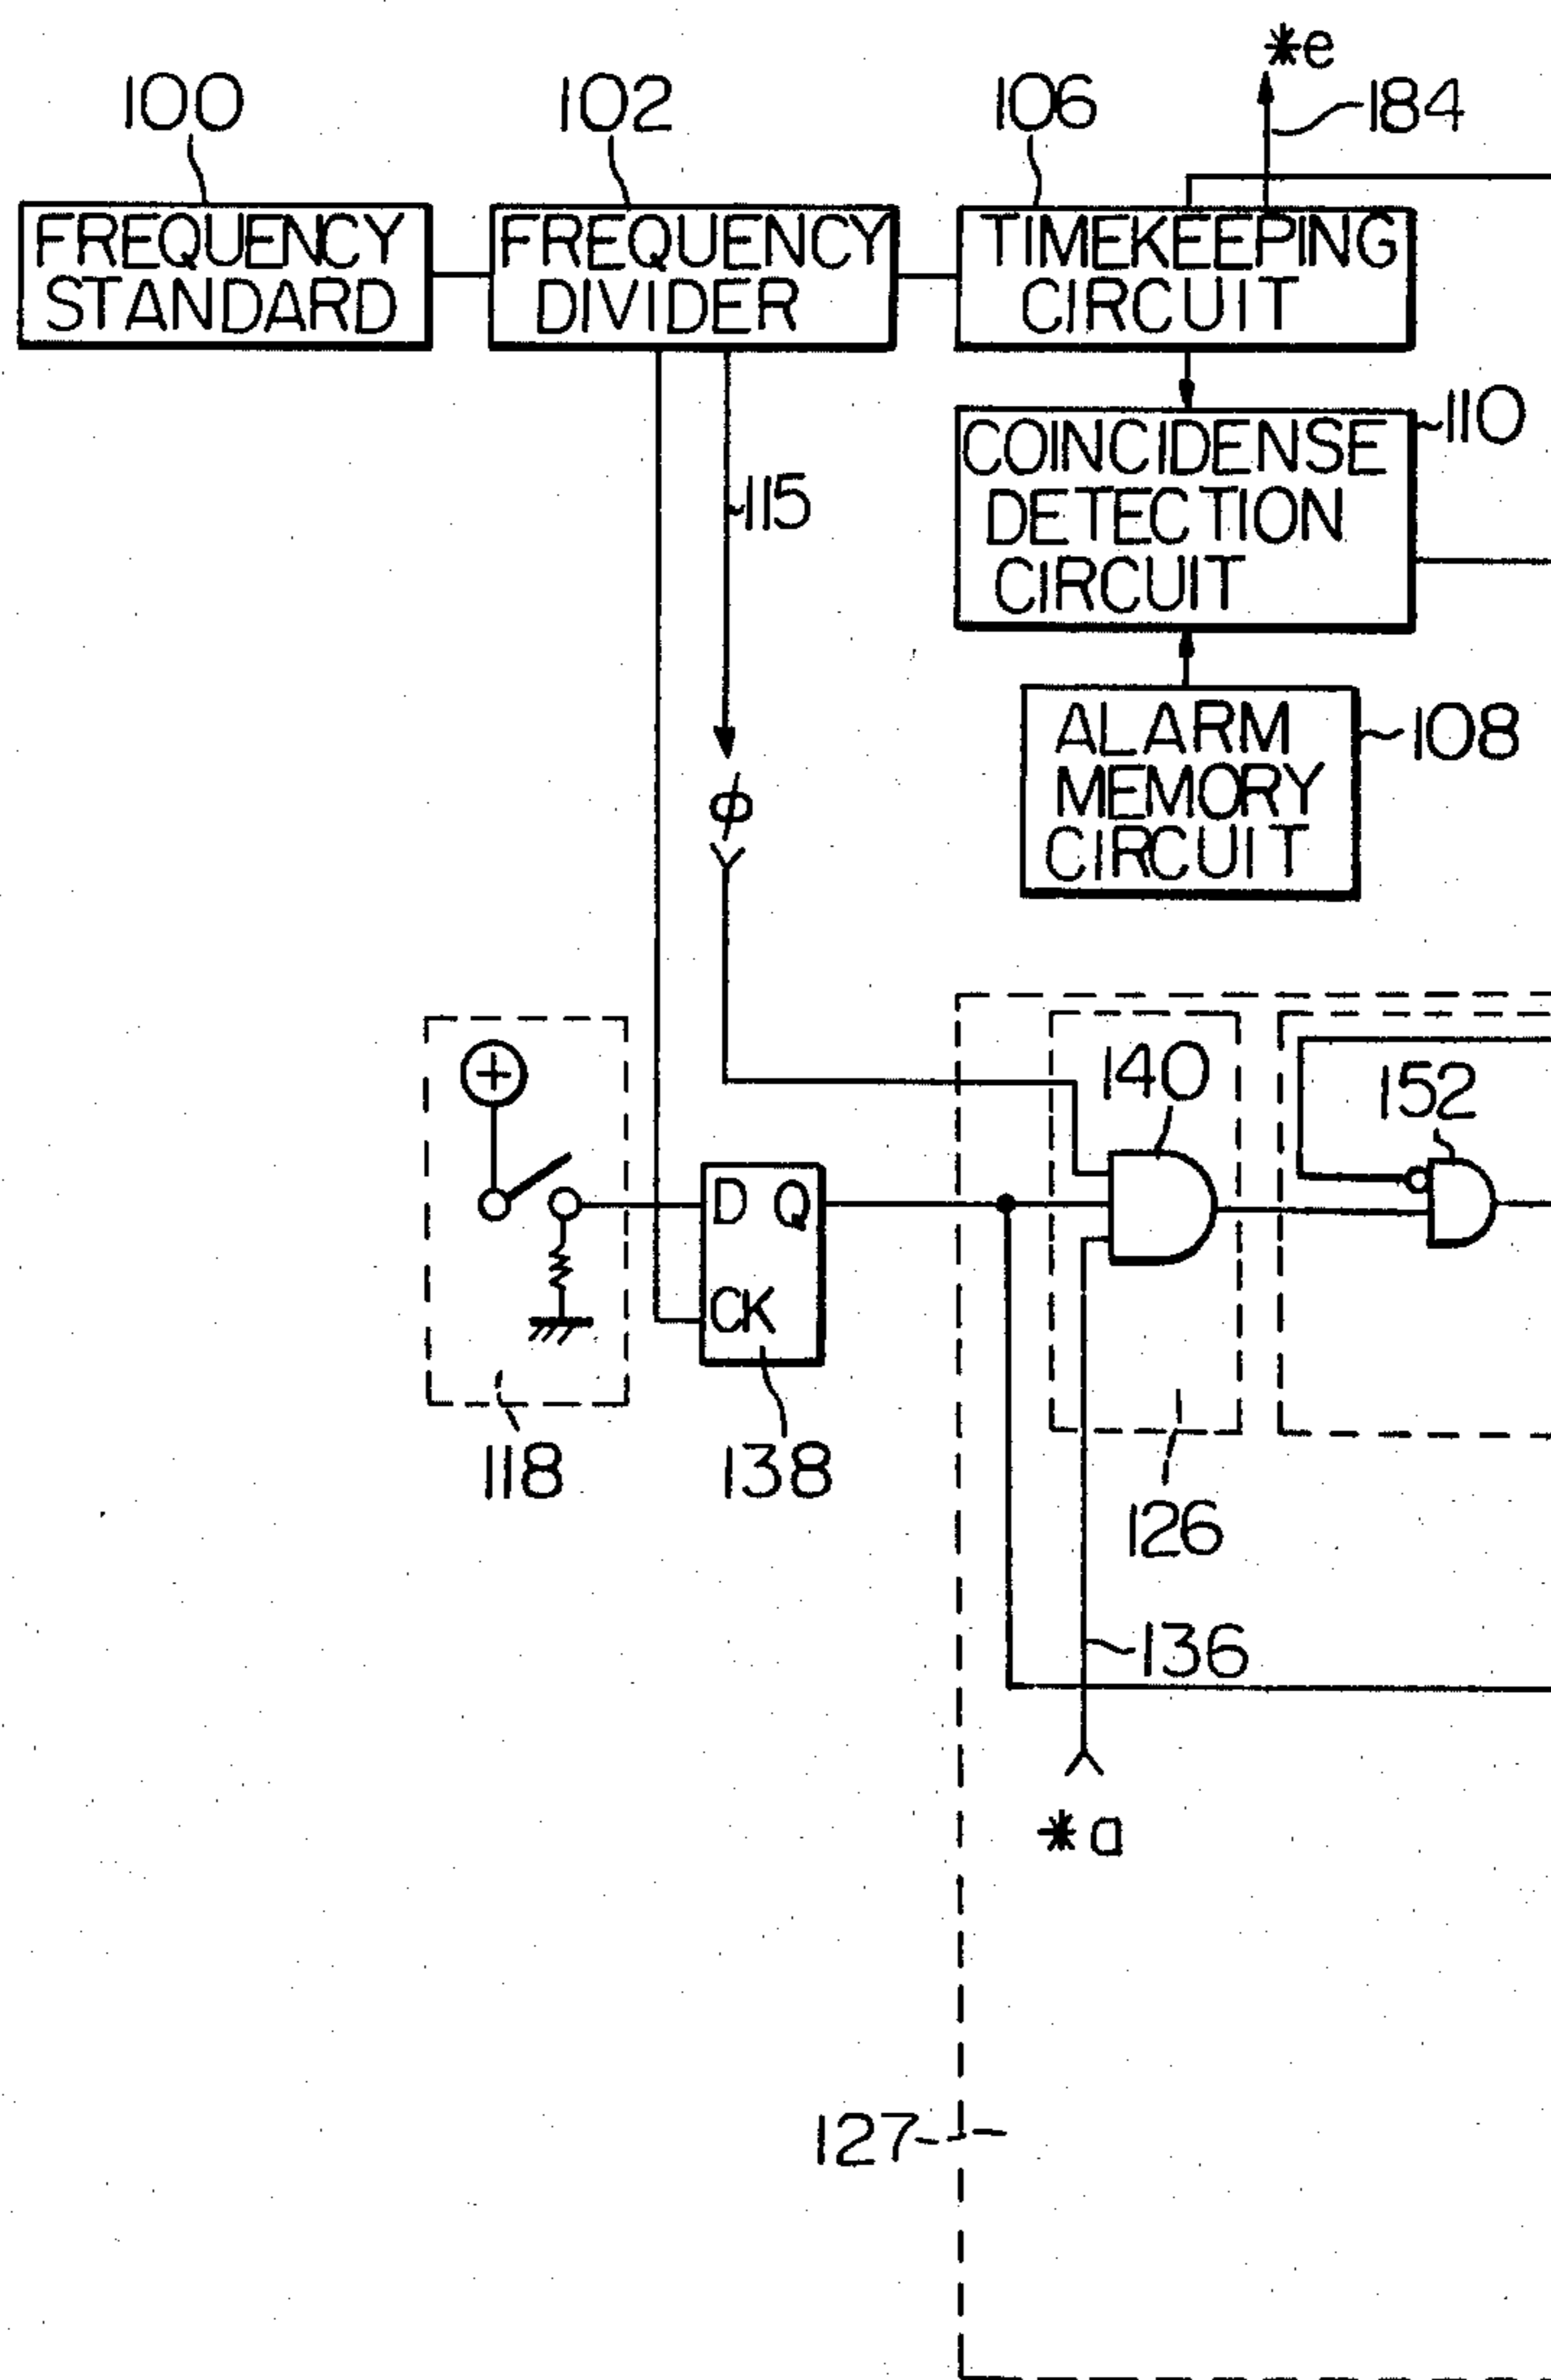 *e
100
102
106
184
FREQUENCY
STANDARD
FREQUENCY
DIVIDER
TIMEKEEPING
CIRCUIT
110
COINCIDENSE
DETECTION
CIRCUIT
115
108
ALARM
MEMORY
CIRCUIT
ϕ
140
152
+
D Q
CK
118
138
126
136
*a
127